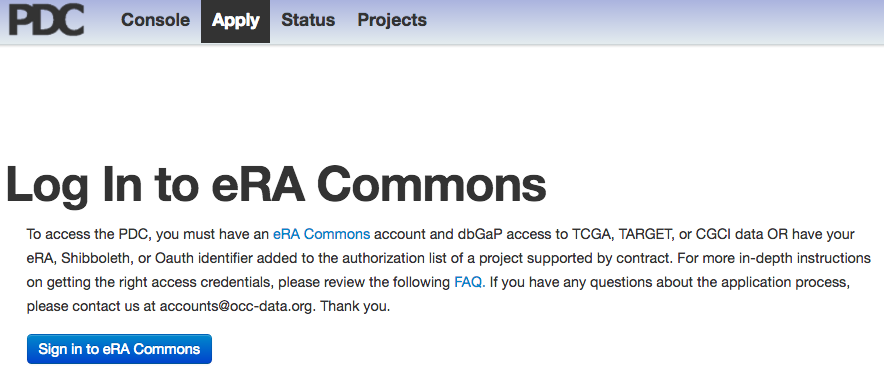 PDC Console Apply Status Projects
Log In to eRA Commons
To access the PDC, you must have an eRA Commons account and dbGaP access to TCGA, TARGET, or CGCI data OR have your
eRA, Shibboleth, or Oauth identifier added to the authorization list of a project supported by contract. For more in-depth instructions
on getting the right access credentials, please review the following FAQ. If you have any questions about the application process,
please contact us at accounts@occ-data.org. Thank you.
Sign in to eRA Commons